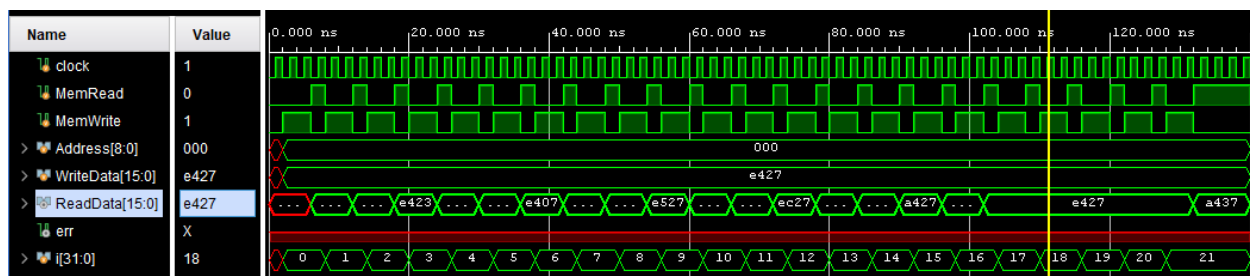 Name Value 0.000 ns 20.000 ns 40.000 ns 60.000 ns 80.000 ns 100.000 ns 120.000 ns
clock 1
MemRead 0
MemWrite 1
Address[8:0] 000 000
WriteData[15:0] e427 e427
ReadData[15:0] e427 ... ... ... e423 ... ... e407 ... ... e527 ... ... ec27 ... ... a427 ... e427 a437
err X
i[31:0] 18 0 1 2 3 4 5 6 7 8 9 10 11 12 13 14 15 16 17 18 19 20 21